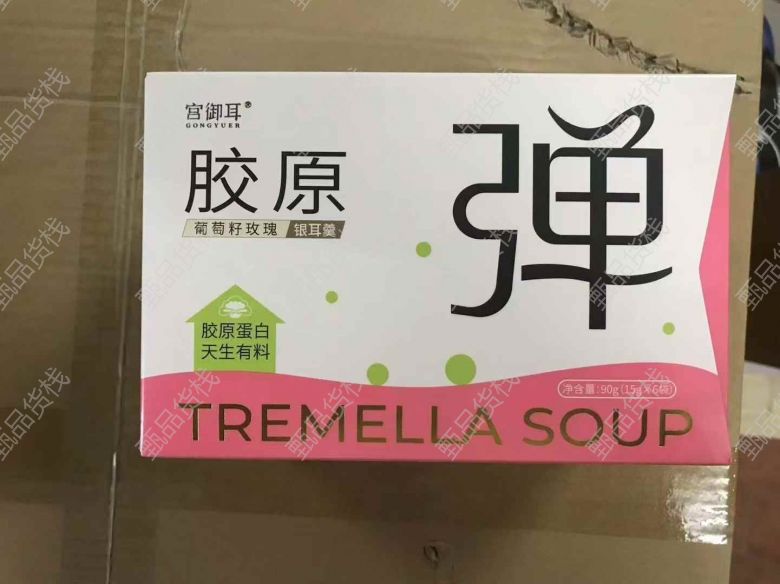 宫御耳®
GONGYUER
胶原
弹
葡萄籽玫瑰 银耳羹
胶原蛋白
天生有料
净含量:90g(15g×6袋)
TREMELLA SOUP
甄品货栈